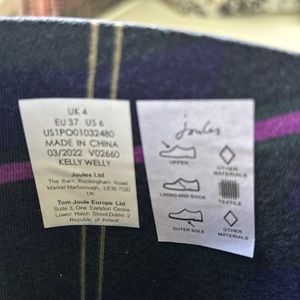 UK 4
EU 37 US 6
US1PO01032480
MADE IN CHINA
03/2022 V02660
KELLY WELLY
Joules Ltd
The Barn, Rockingham Road
Market Harborough, LE16 7QD
UK
Tom Joule Europe Ltd
Suite 3, One Earlsfort Centre
Lower Hatch Street, Dublin 2
Republic of Ireland
Joules
UPPER
OTHER MATERIALS
LINING AND SOCK
TEXTILE
OUTER SOLE
OTHER MATERIALS